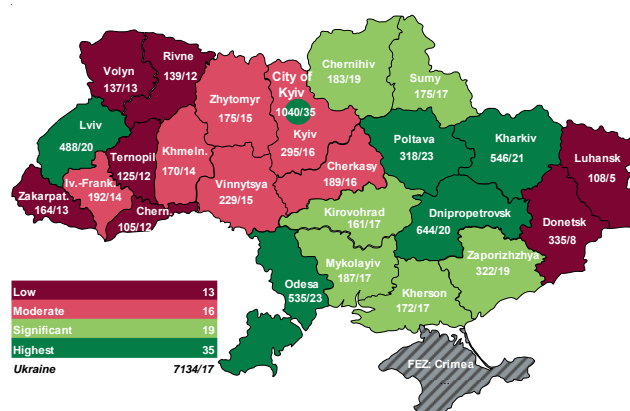 Volyn
137/13
Rivne
139/12
Zhytomyr
175/15
City of
Kyiv
1040/35
Kyiv
295/16
Chernihiv
183/19
Sumy
175/17
Lviv
488/20
Ternopil
125/12
Khmeln.
170/14
Vinnytsya
229/15
Cherkasy
189/16
Poltava
318/23
Kharkiv
546/21
Luhansk
108/5
Zakarpat.
164/13
Iv.-Frank.
192/14
Chern.
105/12
Kirovohrad
161/17
Dnipropetrovsk
644/20
Donetsk
335/8
Odesa
535/23
Mykolayiv
187/17
Kherson
172/17
Zaporizhzhya
322/19
FEZ: Crimea
...
Low 13
Moderate 16
Significant 19
Highest 35
Ukraine 7134/17